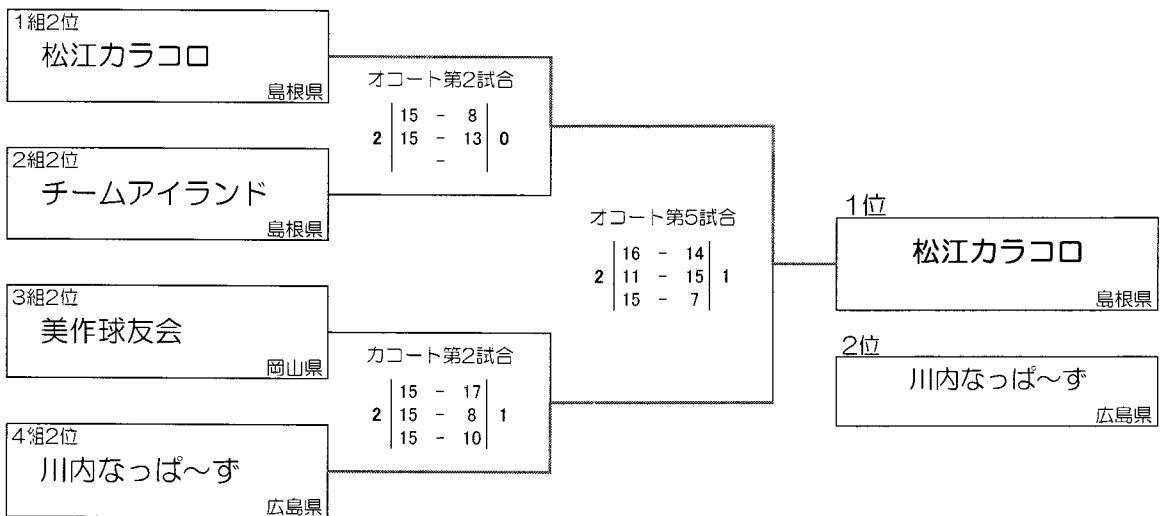 1組2位
松江カラコロ
島根県
オコート第2試合
15 - 8
2 15 - 13 0
-
2組2位
チームアイランド
島根県
オコート第5試合
16 - 14
2 11 - 15 1
15 - 7
1位
松江カラコロ
島根県
3組2位
美作球友会
岡山県
カコート第2試合
15 - 17
2 15 - 8 1
15 - 10
2位
川内なっぱ〜ず
広島県
4組2位
川内なっぱ〜ず
広島県